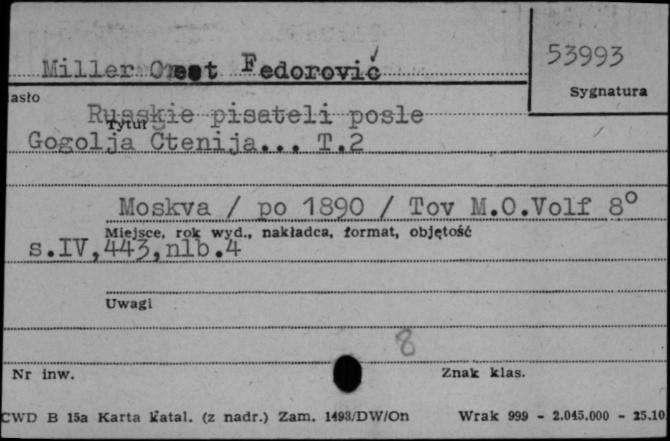 Miller Orest Fedorovič
53993
Sygnatura
asło
Russkie pisateli posle
Tytuł
Gogolja Čtenija... T.2
Moskva / po 1890 / Tov M.O.Volf 8°
Miejsce, rok wyd., nakładca, format, objętość
s.IV,443,nlb.4
Uwagi
8
Nr inw.
Znak klas.
CWD B 15a Karta katal. (z nadr.) Zam. 1493/DW/On
Wrak 999 - 2.045.000 - 25.10